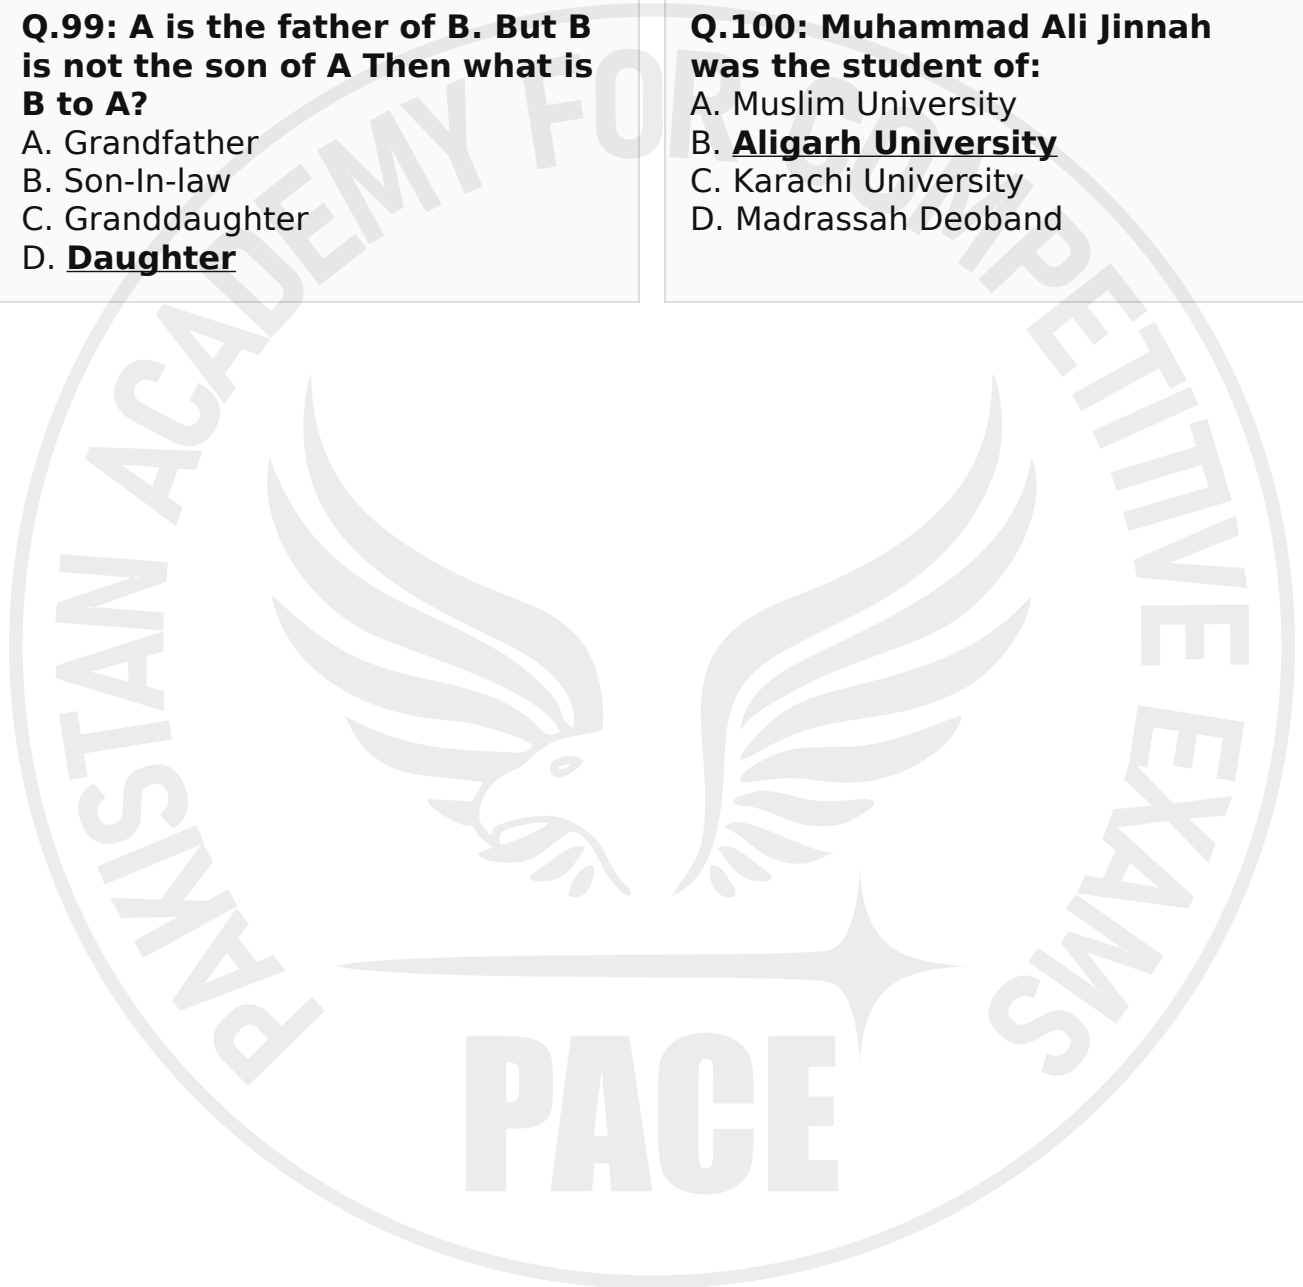 Q.99: A is the father of B. But B
is not the son of A Then what is
B to A?
A. Grandfather
B. Son-In-law
C. Granddaughter
D. Daughter
Q.100: Muhammad Ali Jinnah
was the student of:
A. Muslim University
B. Aligarh University
C. Karachi University
D. Madrassah Deoband
PAKISTAN ACADEMY FOR COMPETITIVE EXAMS
PACE